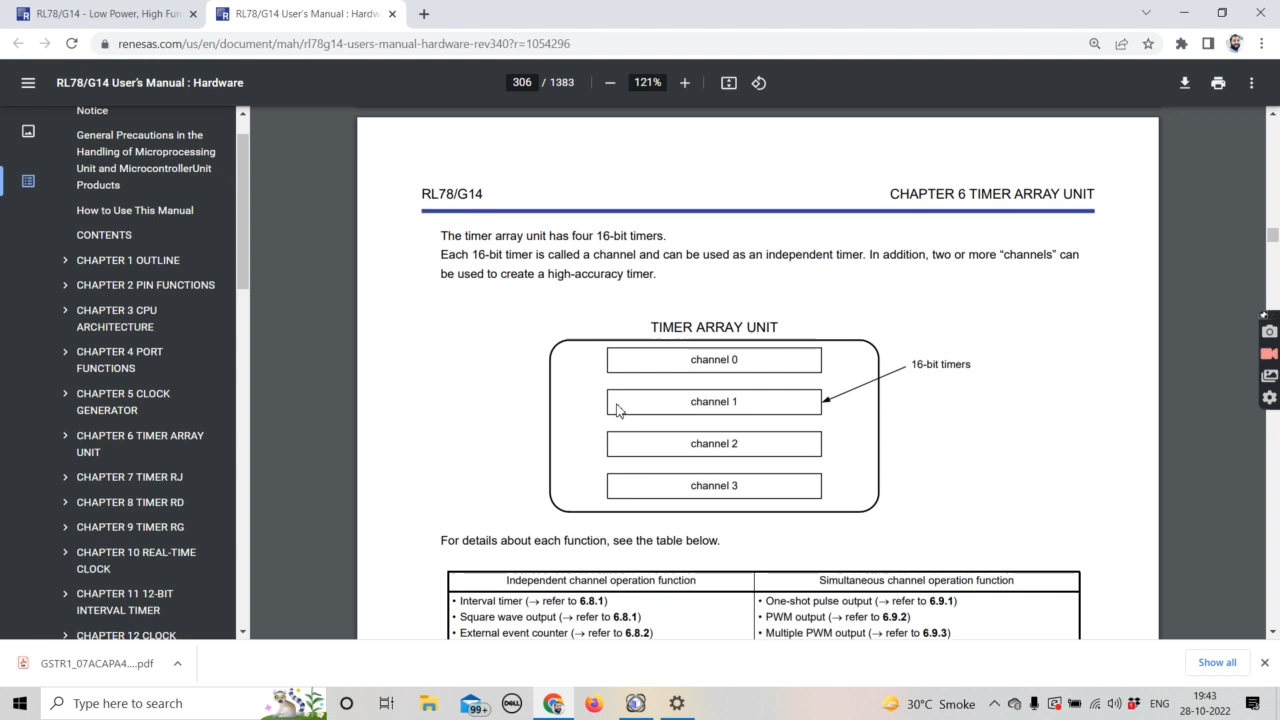 RL78/G14 - Low Power, High Fun
RL78/G14 User's Manual: Hardw
renesas.com/us/en/document/mah/rl78g14-users-manual-hardware-rev340?r=1054296
RL78/G14 User's Manual : Hardware
306 / 1383
121%
Notice
General Precautions in the
Handling of Microprocessing
Unit and MicrocontrollerUnit
Products
How to Use This Manual
CONTENTS
CHAPTER 1 OUTLINE
CHAPTER 2 PIN FUNCTIONS
CHAPTER 3 CPU
ARCHITECTURE
CHAPTER 4 PORT
FUNCTIONS
CHAPTER 5 CLOCK
GENERATOR
CHAPTER 6 TIMER ARRAY
UNIT
CHAPTER 7 TIMER RJ
CHAPTER 8 TIMER RD
CHAPTER 9 TIMER RG
CHAPTER 10 REAL-TIME
CLOCK
CHAPTER 11 12-BIT
INTERVAL TIMER
CHAPTER 12 CLOCK
RL78/G14
CHAPTER 6 TIMER ARRAY UNIT
The timer array unit has four 16-bit timers.
Each 16-bit timer is called a channel and can be used as an independent timer. In addition, two or more “channels” can
be used to create a high-accuracy timer.
TIMER ARRAY UNIT
channel 0
16-bit timers
channel 1
channel 2
channel 3
For details about each function, see the table below.
Independent channel operation function
Simultaneous channel operation function
• Interval timer (→ refer to 6.8.1)
• One-shot pulse output (→ refer to 6.9.1)
• Square wave output (→ refer to 6.8.1)
• PWM output (→ refer to 6.9.2)
• External event counter (→ refer to 6.8.2)
• Multiple PWM output (→ refer to 6.9.3)
GSTR1_07ACAPA4....pdf
Show all
Type here to search
99+
DELL
30°C Smoke
ENG
19:43
28-10-2022